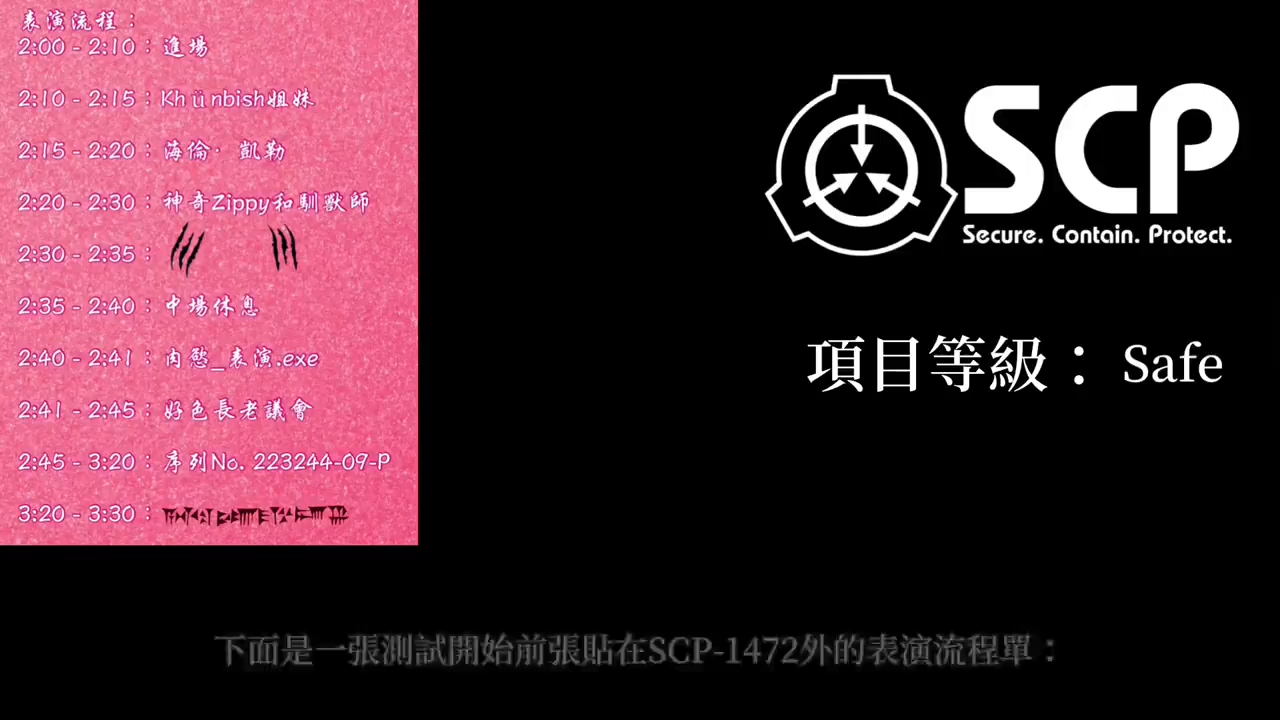 表演流程：
2:00 - 2:10：進場
2:10 - 2:15：Khünbish姐妹
2:15 - 2:20：海倫·凱勒
2:20 - 2:30：神奇Zippy和馴獸師
2:30 - 2:35：
2:35 - 2:40：中場休息
2:40 - 2:41：肉慾_表演.exe
2:41 - 2:45：好色長老議會
2:45 - 3:20：序列No. 223244-09-P
3:20 - 3:30：
SCP
Secure. Contain. Protect.
項目等級： Safe
下面是一張測試開始前張貼在SCP-1472外的表演流程單：